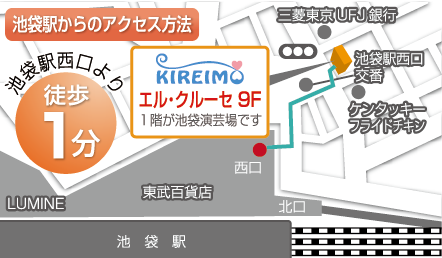 池袋駅からのアクセス方法
池袋駅西口より
徒歩
1分
KIREIMO
エル・クルーセ 9F
1階が池袋演芸場です
三菱東京UFJ銀行
池袋駅西口
交番
ケンタッキー
フライドチキン
西口
東武百貨店
LUMINE
北口
池袋駅